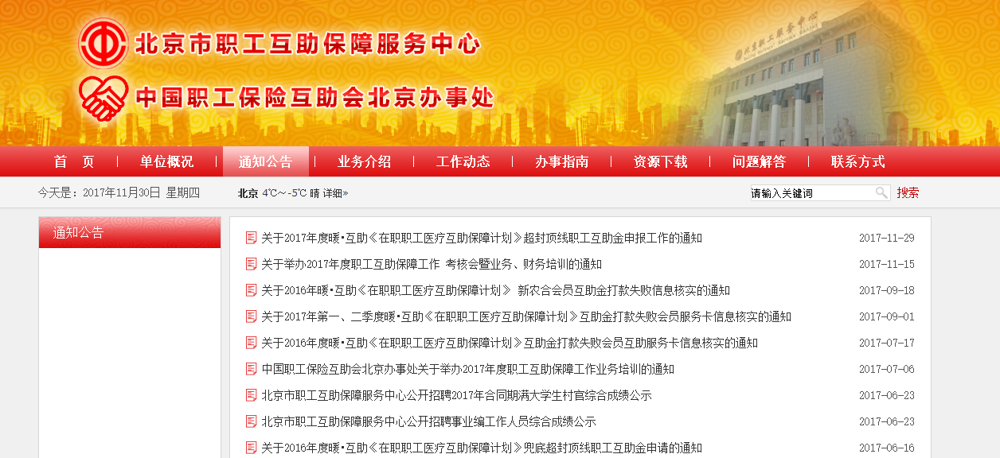 北京市职工互助保障服务中心
中国职工保险互助会北京办事处
北京职工服务中心
首 页 单位概况 通知公告 业务介绍 工作动态 办事指南 资源下载 问题解答 联系方式
今天是：2017年11月30日 星期四 北京 4℃～-5℃ 晴 详细» 请输入关键词 搜索
通知公告
关于2017年度暖•互助《在职职工医疗互助保障计划》超封顶线职工互助金申报工作的通知 2017-11-29
关于举办2017年度职工互助保障工作 考核会暨业务、财务培训的通知 2017-11-15
关于2016年暖•互助《在职职工医疗互助保障计划》 新农合会员互助金打款失败信息核实的通知 2017-09-18
关于2017年第一、二季度暖•互助《在职职工医疗互助保障计划》互助金打款失败会员服务卡信息核实的通知 2017-09-01
关于2016年度暖•互助《在职职工医疗互助保障计划》互助金打款失败会员互助服务卡信息核实的通知 2017-07-17
中国职工保险互助会北京办事处关于举办2017年度职工互助保障工作业务培训的通知 2017-07-06
北京市职工互助保障服务中心公开招聘2017年合同期满大学生村官综合成绩公示 2017-06-23
北京市职工互助保障服务中心公开招聘事业编工作人员综合成绩公示 2017-06-23
关于2016年度暖•互助《在职职工医疗互助保障计划》兜底超封顶线职工互助金申请的通知 2017-06-16